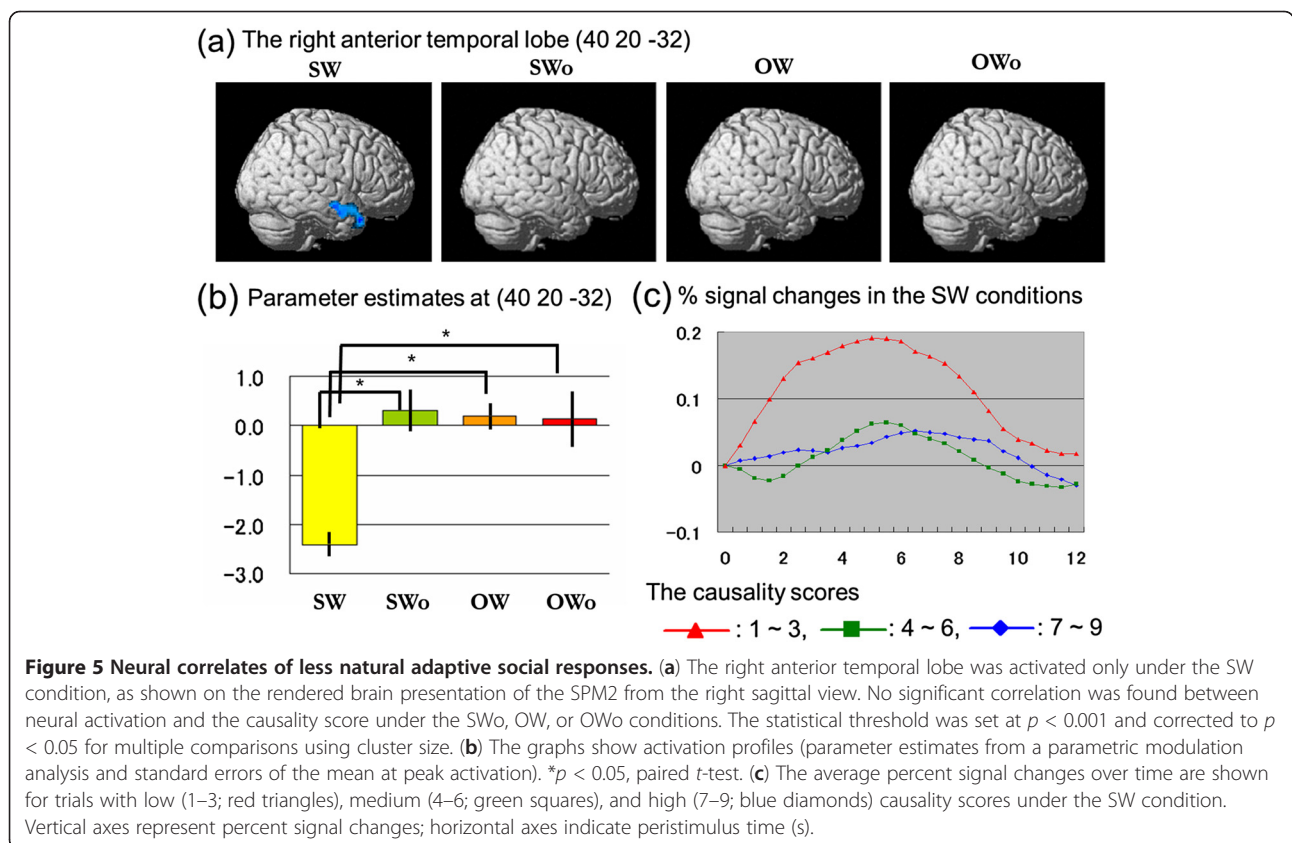 (a) The right anterior temporal lobe (40 20 -32)
SW SWo OW OWo
(b) Parameter estimates at (40 20 -32)
* * *
1.0
0.0
−1.0
−2.0
−3.0
SW SWo OW OWo
(c) % signal changes in the SW conditions
0.2
0.1
0
−0.1
0 2 4 6 8 10 12
The causality scores
: 1 ~ 3, : 4 ~ 6, : 7 ~ 9
Figure 5 Neural correlates of less natural adaptive social responses. (a) The right anterior temporal lobe was activated only under the SW
condition, as shown on the rendered brain presentation of the SPM2 from the right sagittal view. No significant correlation was found between
neural activation and the causality score under the SWo, OW, or OWo conditions. The statistical threshold was set at p < 0.001 and corrected to p
< 0.05 for multiple comparisons using cluster size. (b) The graphs show activation profiles (parameter estimates from a parametric modulation
analysis and standard errors of the mean at peak activation). *p < 0.05, paired t-test. (c) The average percent signal changes over time are shown
for trials with low (1–3; red triangles), medium (4–6; green squares), and high (7–9; blue diamonds) causality scores under the SW condition.
Vertical axes represent percent signal changes; horizontal axes indicate peristimulus time (s).